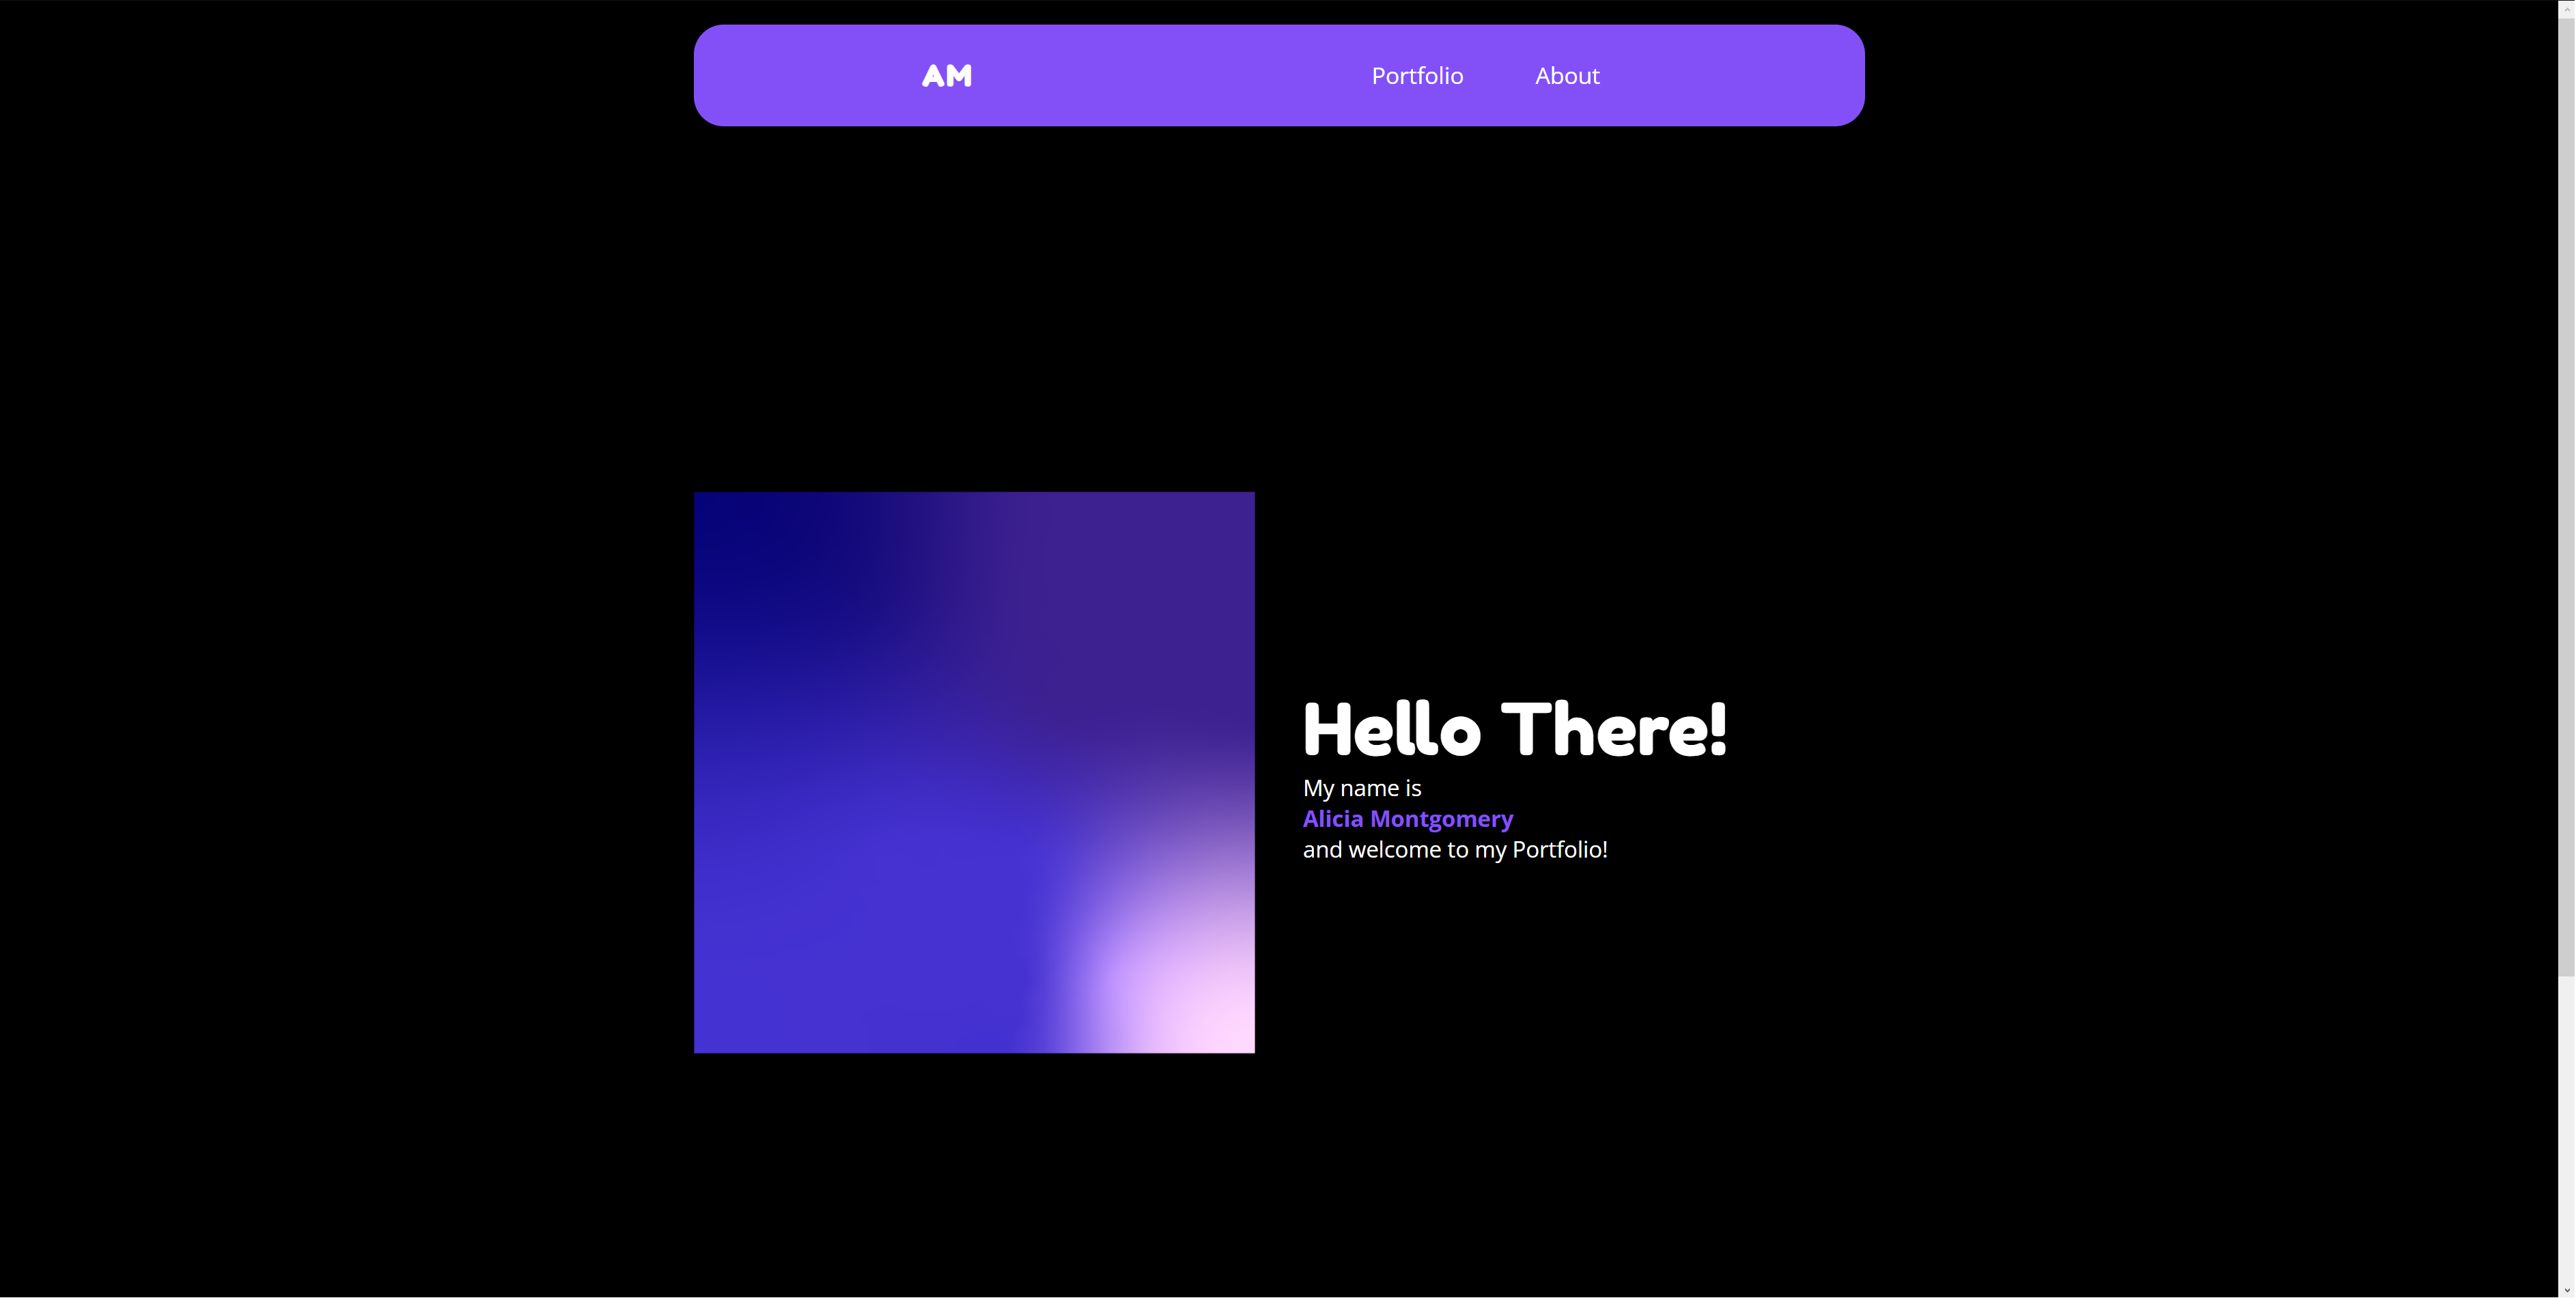 AM
Portfolio
About
Hello There!
My name is
Alicia Montgomery
and welcome to my Portfolio!